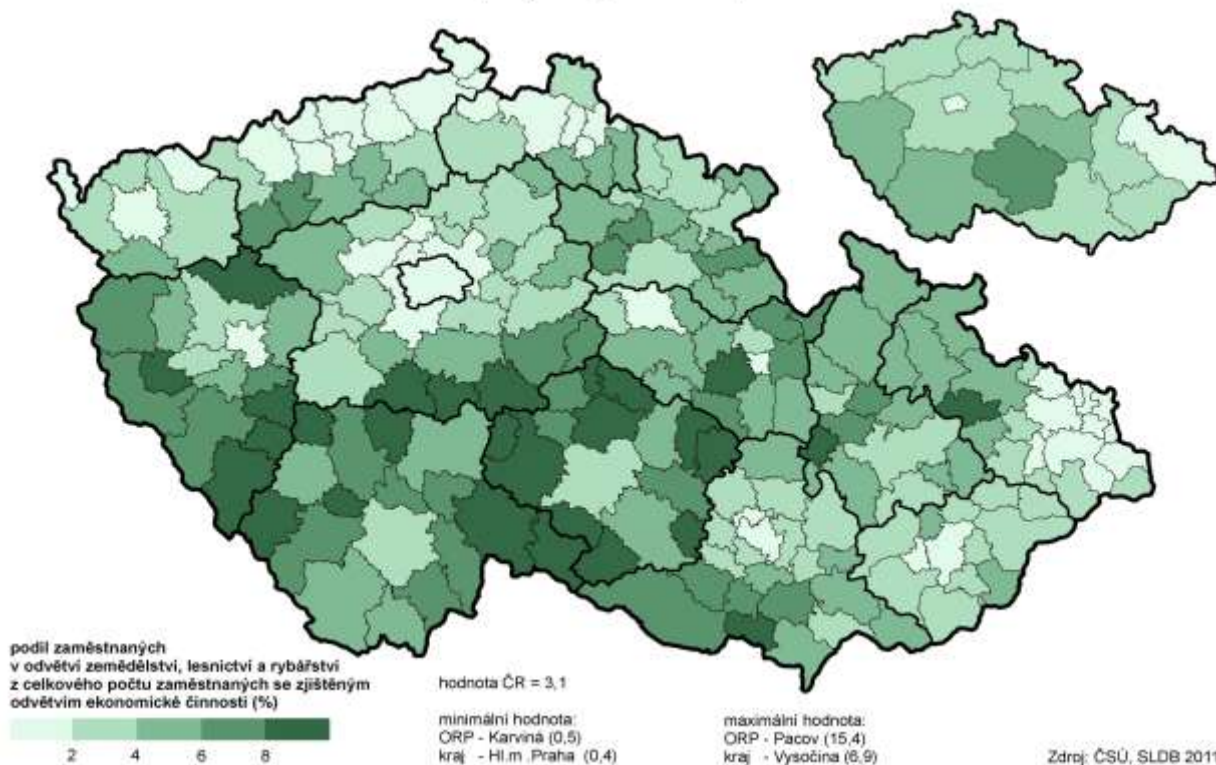 podíl zaměstnaných
v odvětví zemědělství, lesnictví a rybářství
z celkového počtu zaměstnaných se zjištěným
odvětvím ekonomické činnosti (%)
2 4 6 8
hodnota ČR = 3,1
minimální hodnota:
ORP - Karviná (0,5)
kraj - Hl.m .Praha (0,4)
maximální hodnota:
ORP - Pacov (15,4)
kraj - Vysočina (6,9)
Zdroj: ČSÚ, SLDB 2011